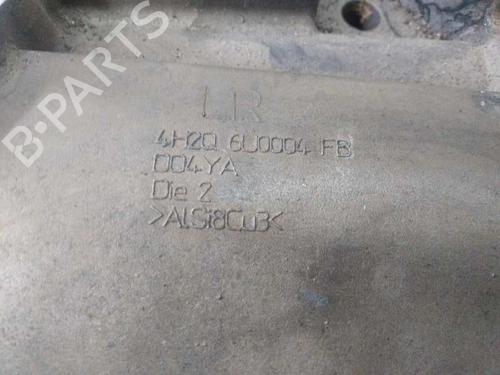 LR
4H2Q 6U0004 FB
D04YA
Die 2
>AlSi8Cu3<
B-PARTS